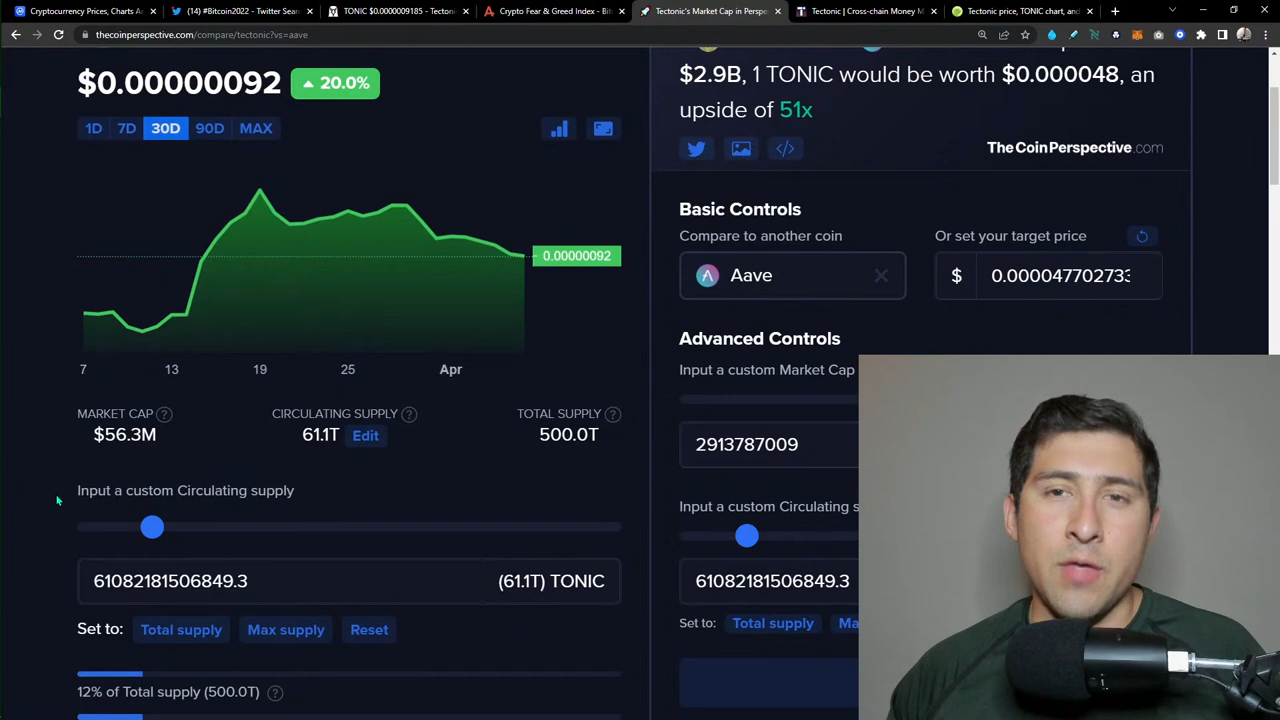 Cryptocurrency Prices, Charts A
(14) #Bitcoin2022 - Twitter Sear
TONIC $0.000009185 - Tectoni
Crypto Fear & Greed Index - Bi
Tectonic's Market Cap in Perspe
Tectonic | Cross-chain Money M
Tectonic price, TONIC chart, an
thecoinperspective.com/compare/tectonic?vs=aave
$0.00000092
20.0%
1D 7D 30D 90D MAX
0.00000092
7 13 19 25 Apr
MARKET CAP ? CIRCULATING SUPPLY ? TOTAL SUPPLY ?
$56.3M 61.1T Edit 500.0T
Input a custom Circulating supply
61082181506849.3 (61.1T) TONIC
Set to: Total supply Max supply Reset
12% of Total supply (500.0T) ?
$2.9B, 1 TONIC would be worth $0.000048, an
upside of 51x
TheCoinPerspective.com
Basic Controls
Compare to another coin Or set your target price
Aave $ 0.0000477027
Advanced Controls
Input a custom Market Cap
2913787009
Input a custom Circulating s
61082181506849.3
Set to: Total supply Ma